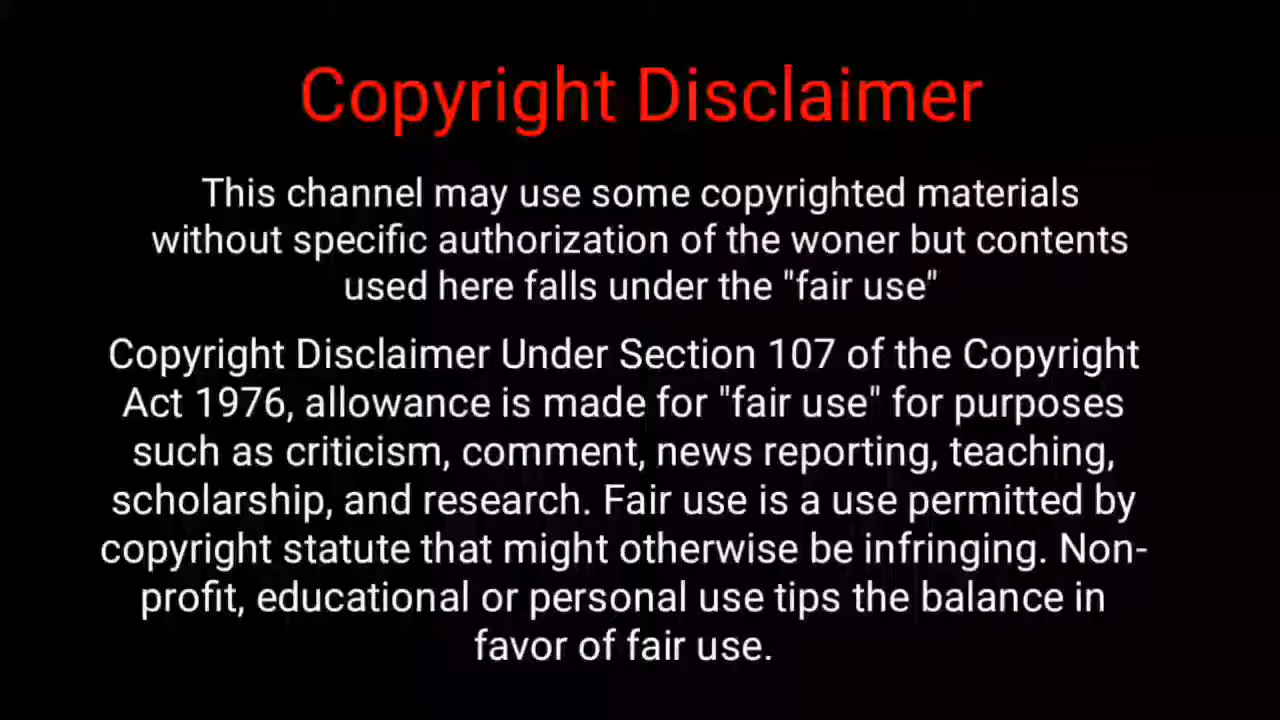 Copyright Disclaimer
This channel may use some copyrighted materials
without specific authorization of the woner but contents
used here falls under the "fair use"
Copyright Disclaimer Under Section 107 of the Copyright
Act 1976, allowance is made for "fair use" for purposes
such as criticism, comment, news reporting, teaching,
scholarship, and research. Fair use is a use permitted by
copyright statute that might otherwise be infringing. Non-
profit, educational or personal use tips the balance in
favor of fair use.